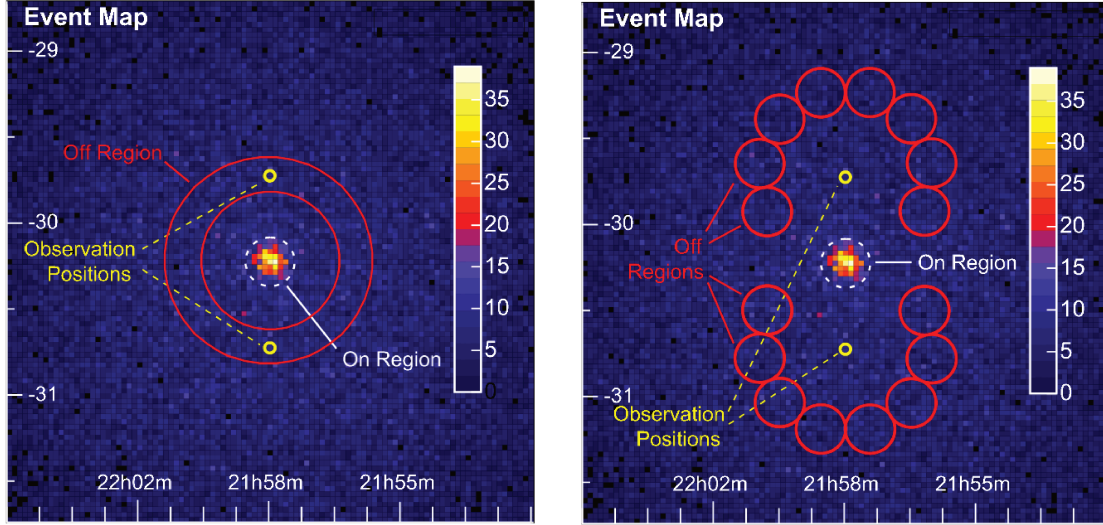 Event Map
-29
-30
-31
Off Region
Observation
Positions
On Region
35
30
25
20
15
10
5
0
22h02m
21h58m
21h55m
Event Map
-29
-30
-31
Off
Regions
On Region
Observation
Positions
35
30
25
20
15
10
5
0
22h02m
21h58m
21h55m